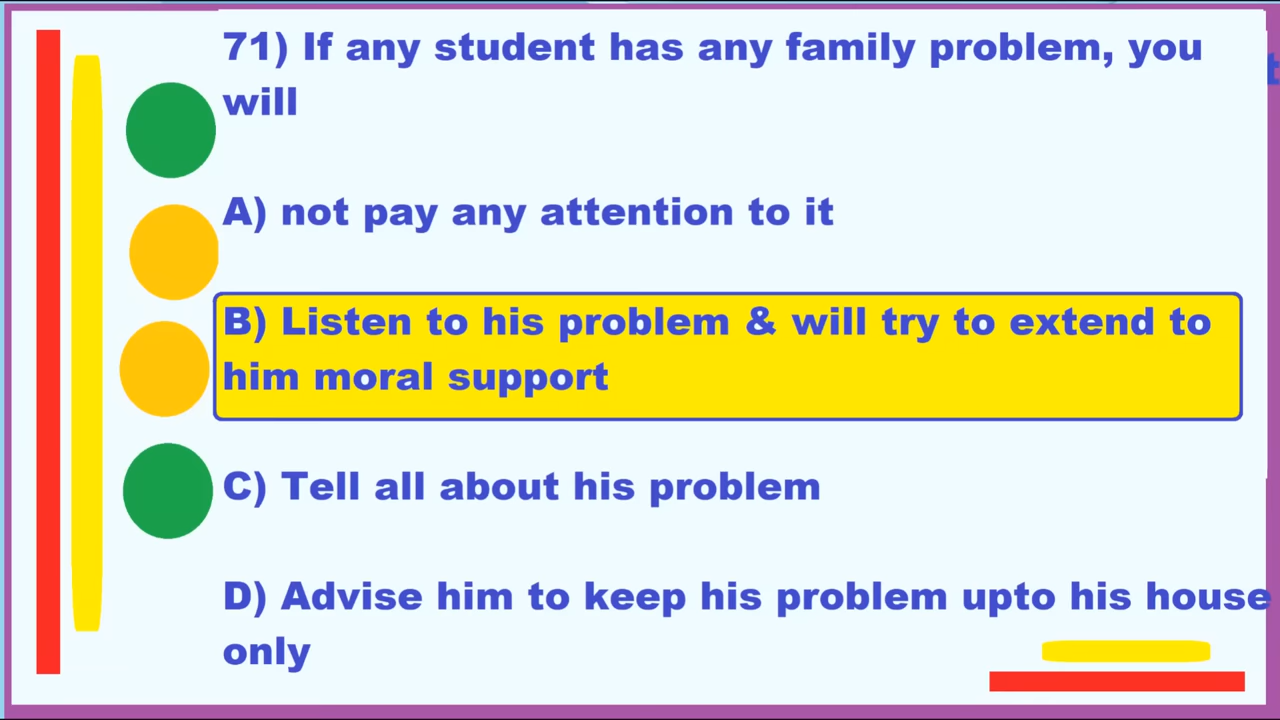 71) If any student has any family problem, you
will
A) not pay any attention to it
B) Listen to his problem & will try to extend to
him moral support
C) Tell all about his problem
D) Advise him to keep his problem upto his house
only